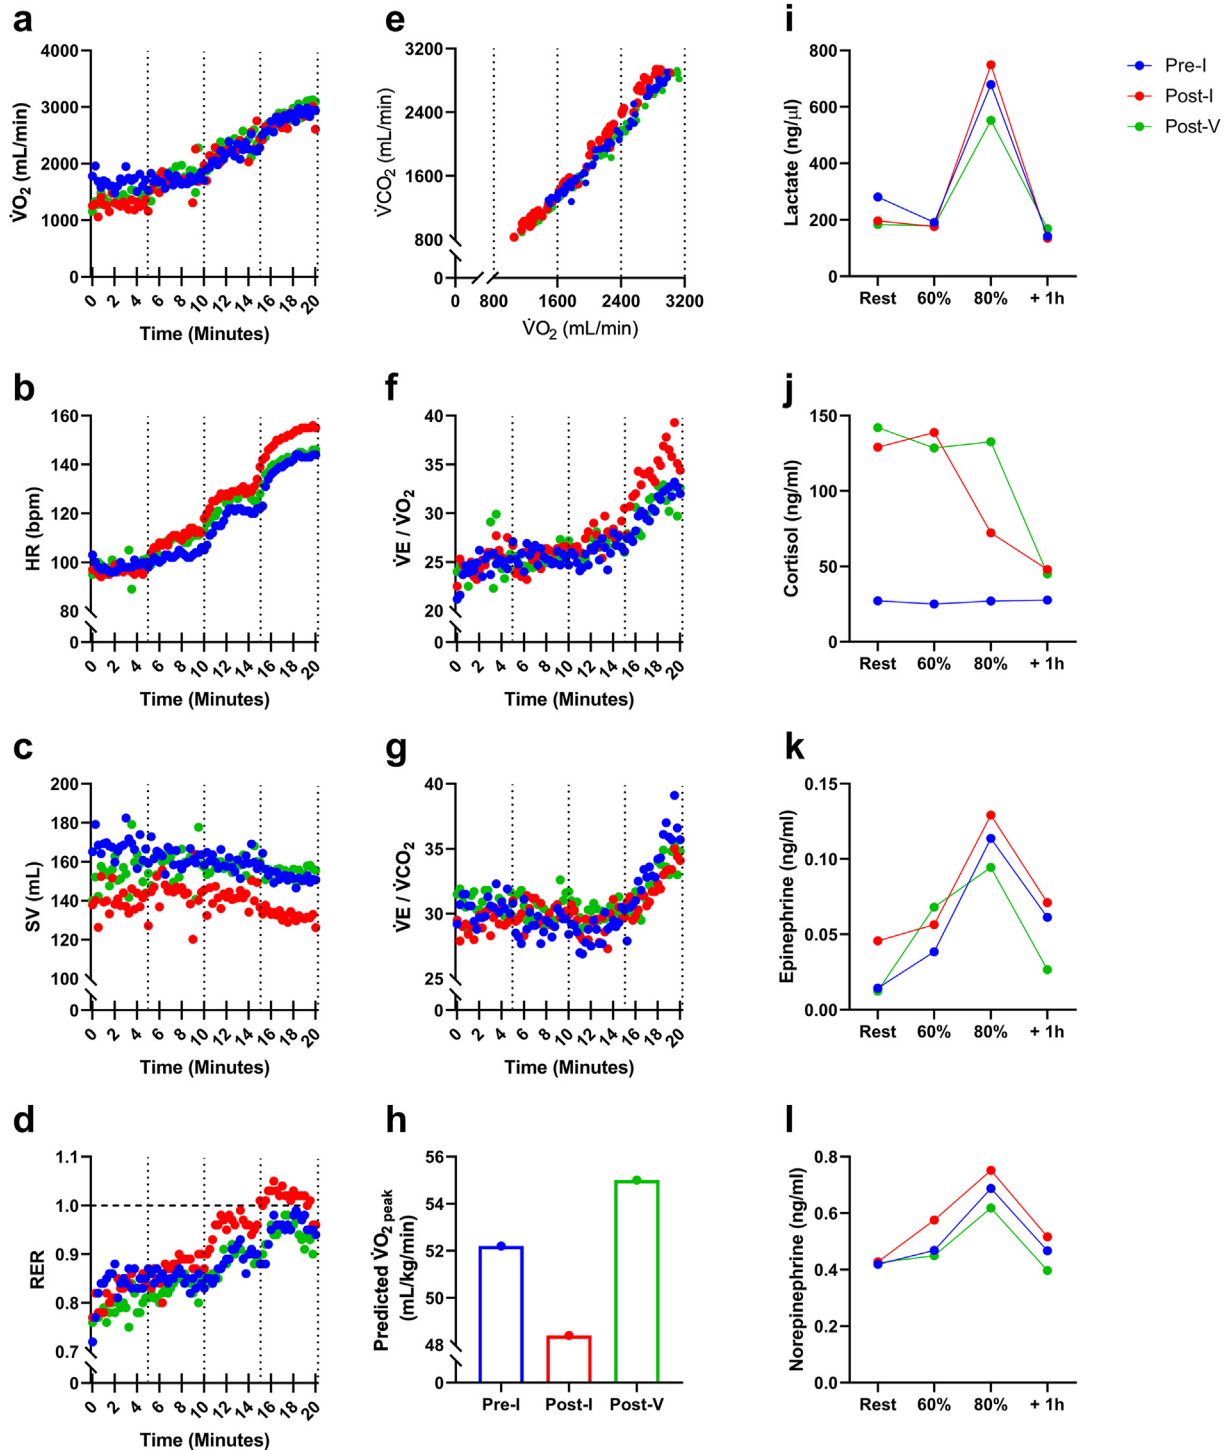 a
4000
3000
2000
1000
0
V̇O2 (mL/min)
0 2 4 6 8 10 12 14 16 18 20
Time (Minutes)
e
3200
2400
1600
800
0
V̇CO2 (mL/min)
0 800 1600 2400 3200
V̇O2 (mL/min)
i
800
600
400
200
0
Lactate (ng/µl)
Rest 60% 80% + 1h
Pre-I
Post-I
Post-V
b
160
140
120
100
80
0
HR (bpm)
0 2 4 6 8 10 12 14 16 18 20
Time (Minutes)
f
40
35
30
25
20
0
V̇E / V̇O2
0 2 4 6 8 10 12 14 16 18 20
Time (Minutes)
j
150
100
50
0
Cortisol (ng/ml)
Rest 60% 80% + 1h
c
200
180
160
140
120
100
0
SV (mL)
0 2 4 6 8 10 12 14 16 18 20
Time (Minutes)
g
40
35
30
25
0
V̇E / V̇CO2
0 2 4 6 8 10 12 14 16 18 20
Time (Minutes)
k
0.15
0.10
0.05
0.00
Epinephrine (ng/ml)
Rest 60% 80% + 1h
d
1.1
1.0
0.9
0.8
0.7
0
RER
0 2 4 6 8 10 12 14 16 18 20
Time (Minutes)
h
56
54
52
50
48
0
Predicted V̇O2 peak
(mL/kg/min)
Pre-I Post-I Post-V
l
0.8
0.6
0.4
0.2
0.0
Norepinephrine (ng/ml)
Rest 60% 80% + 1h